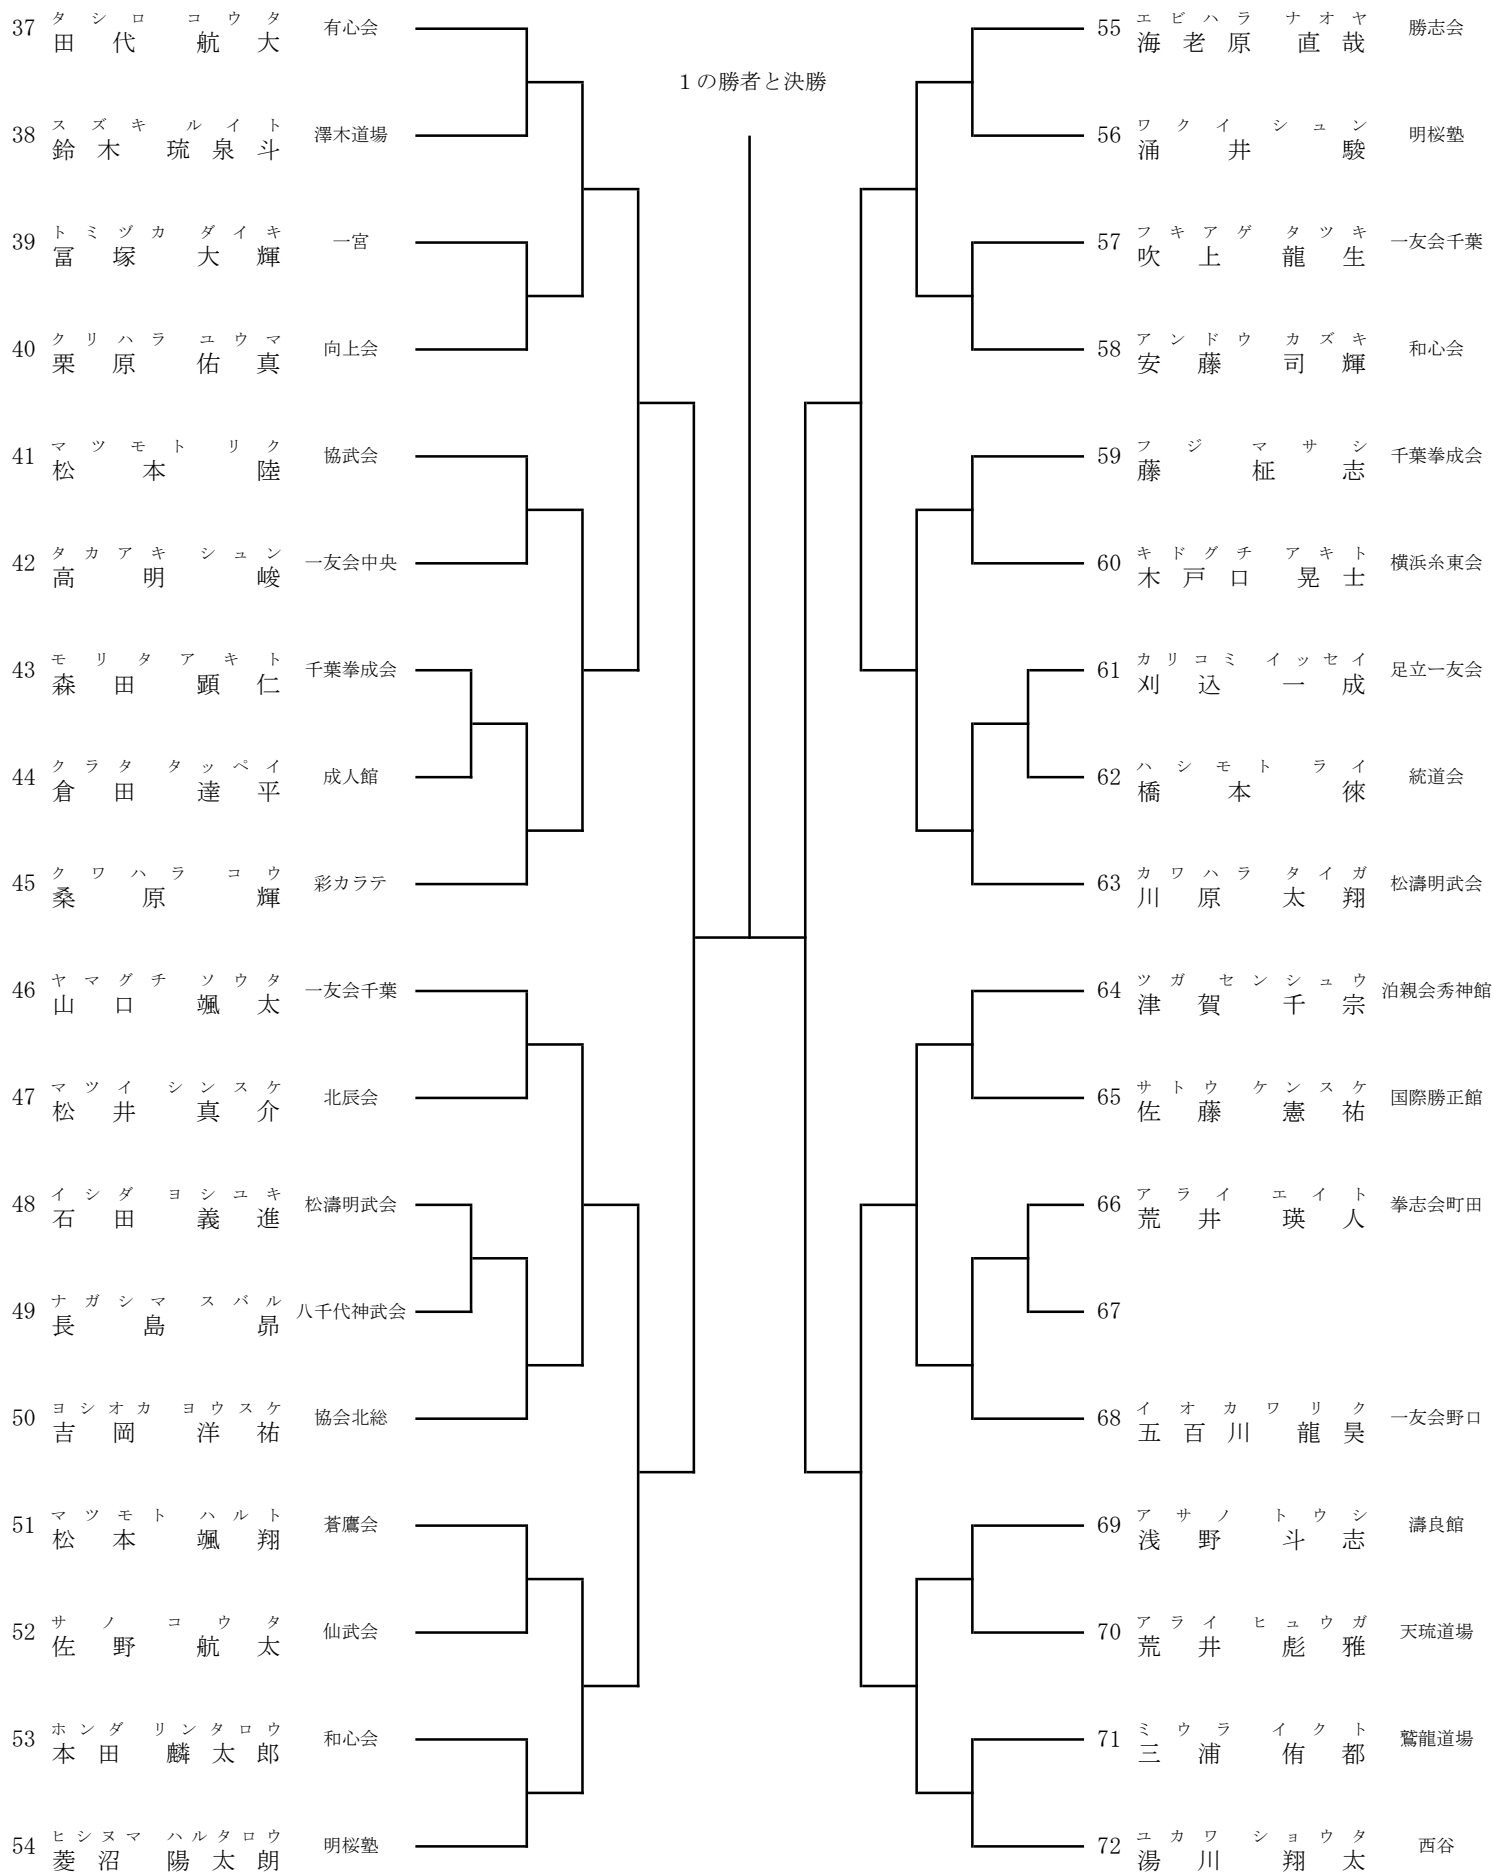 1の勝者と決勝
タシロ コウタ
37 田代 航大 有心会
スズキ ルイト
38 鈴木 琉泉斗 澤木道場
トミヅカ ダイキ
39 冨塚 大輝 一宮
クリハラ ユウマ
40 栗原 佑真 向上会
マツモト リク
41 松本 陸 協武会
タカアキ シュン
42 高明 峻 一友会中央
モリタ アキト
43 森田 顕仁 千葉拳成会
クラタ タッペイ
44 倉田 達平 成人館
クワハラ コウ
45 桑原 輝 彩カラテ
ヤマグチ ソウタ
46 山口 颯太 一友会千葉
マツイ シンスケ
47 松井 真介 北辰会
イシダ ヨシユキ
48 石田 義進 松濤明武会
ナガシマ スバル
49 長島 昴 八千代神武会
ヨシオカ ヨウスケ
50 吉岡 洋祐 協会北総
マツモト ハルト
51 松本 颯翔 蒼鷹会
サノ コウタ
52 佐野 航太 仙武会
ホンダ リンタロウ
53 本田 麟太郎 和心会
ヒシヌマ ハルタロウ
54 菱沼 陽太朗 明桜塾
エビハラ ナオヤ
55 海老原 直哉 勝志会
ワクイ シュン
56 涌井 駿 明桜塾
フキアゲ タツキ
57 吹上 龍生 一友会千葉
アンドウ カズキ
58 安藤 司輝 和心会
フジ マサシ
59 藤 柾志 千葉拳成会
キドグチ アキト
60 木戸口 晃士 横浜糸東会
カリコミ イッセイ
61 刈込 一成 足立一友会
ハシモト ライ
62 橋本 徠 統道会
カワハラ タイガ
63 川原 太翔 松濤明武会
ツガ センシュウ
64 津賀 千宗 泊親会秀神館
サトウ ケンスケ
65 佐藤 憲祐 国際勝正館
アライ エイト
66 荒井 瑛人 拳志会町田
67
イオカワ リク
68 五百川 龍昊 一友会野口
アサノ トウシ
69 浅野 斗志 濤良館
アライ ヒュウガ
70 荒井 彪雅 天琉道場
ミウラ イクト
71 三浦 侑都 鷲龍道場
ユカワ ショウタ
72 湯川 翔太 西谷